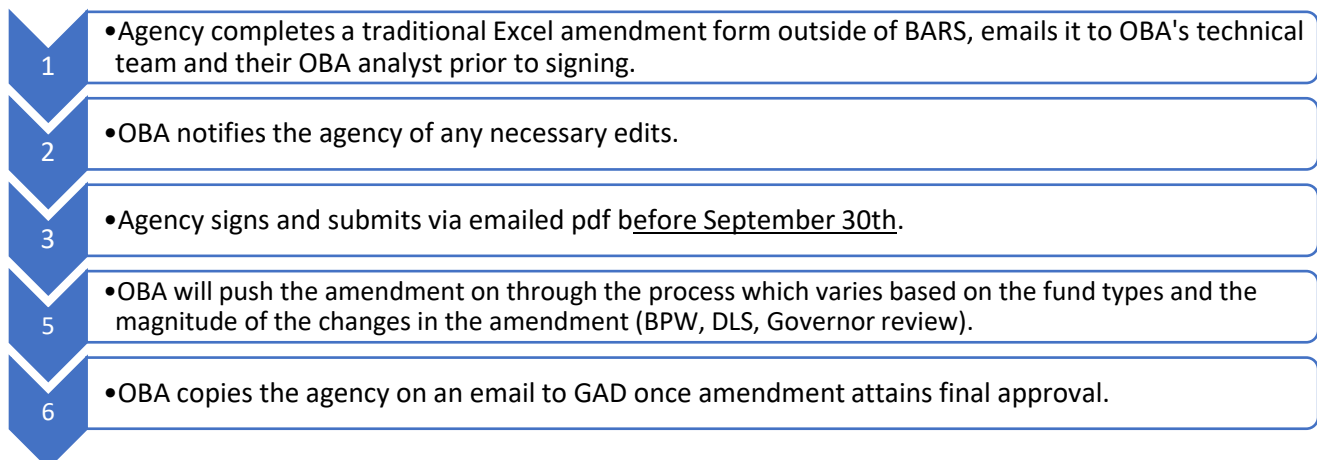 1
•Agency completes a traditional Excel amendment form outside of BARS, emails it to OBA's technical
team and their OBA analyst prior to signing.
2
•OBA notifies the agency of any necessary edits.
3
•Agency signs and submits via emailed pdf before September 30th.
5
•OBA will push the amendment on through the process which varies based on the fund types and the
magnitude of the changes in the amendment (BPW, DLS, Governor review).
6
•OBA copies the agency on an email to GAD once amendment attains final approval.